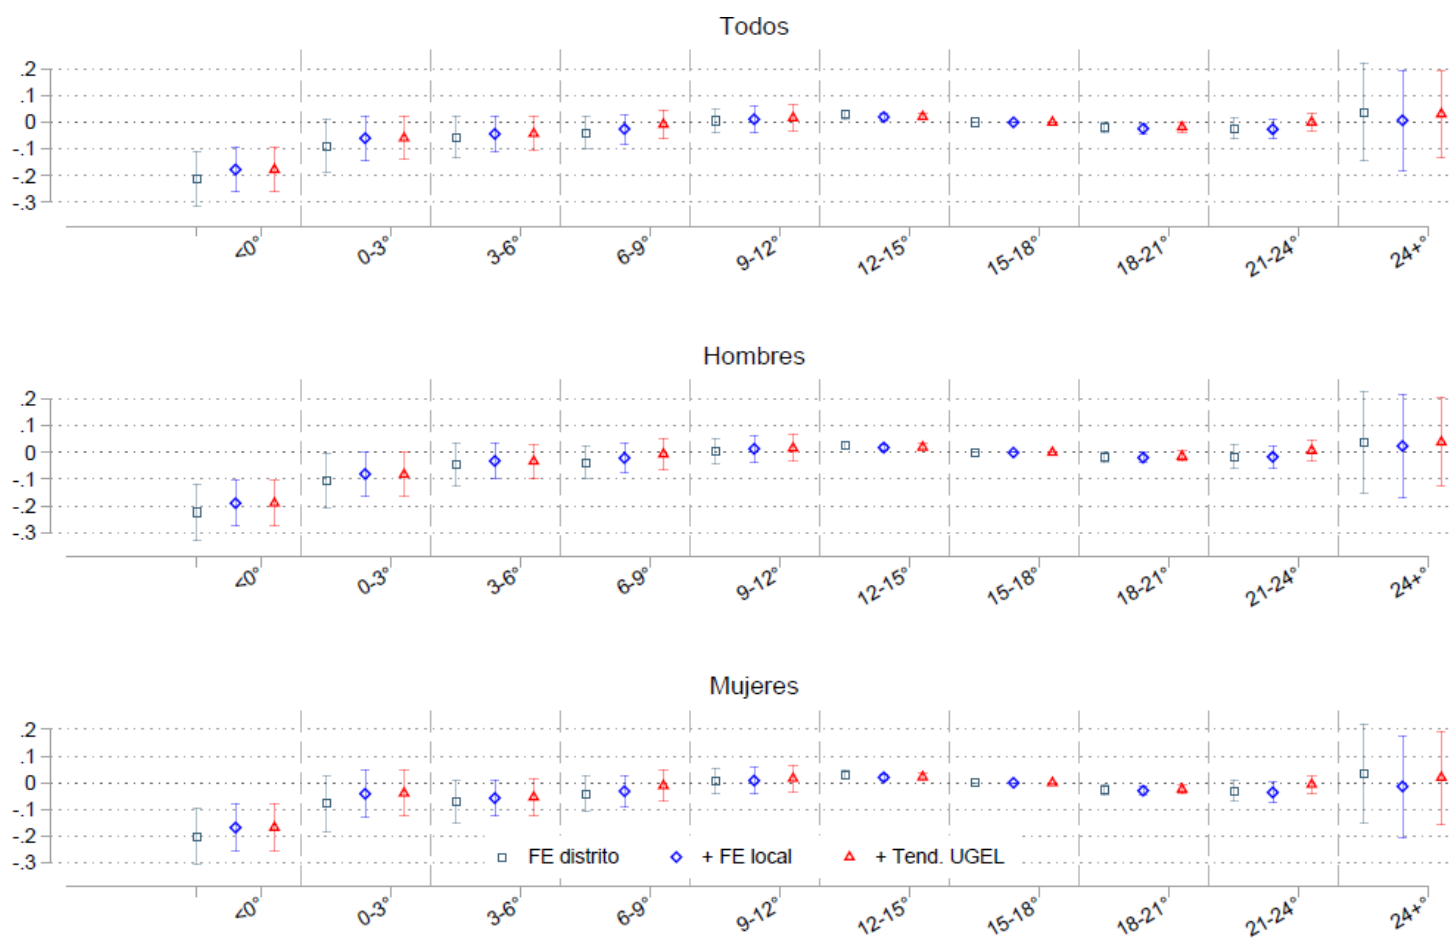 Todos
.2
.1
0
-.1
-.2
-.3
<0° 0-3° 3-6° 6-9° 9-12° 12-15° 15-18° 18-21° 21-24° 24+°
Hombres
.2
.1
0
-.1
-.2
-.3
<0° 0-3° 3-6° 6-9° 9-12° 12-15° 15-18° 18-21° 21-24° 24+°
Mujeres
.2
.1
0
-.1
-.2
-.3
FE distrito + FE local + Tend. UGEL
<0° 0-3° 3-6° 6-9° 9-12° 12-15° 15-18° 18-21° 21-24° 24+°